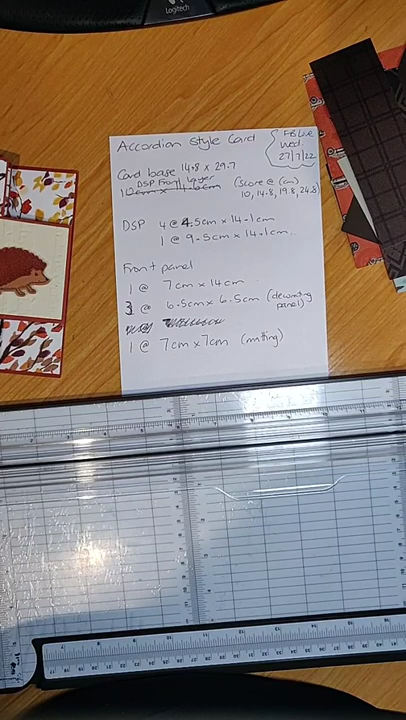 Logitech
Accordion Style Card
FB Live
Wed.
27/7/22
Card base 14.8 x 29.7
DSP Front Layer
(Score @ (cm)
10, 14.8, 19.8, 24.8)
DSP 4 @ 4.5cm x 14.1cm
1 @ 9.5cm x 14.1cm
Front panel
1 @ 7cm x 14cm
3 @ 6.5cm x 6.5cm (decorating
panel)
1 @ 7cm x 7cm (matting)